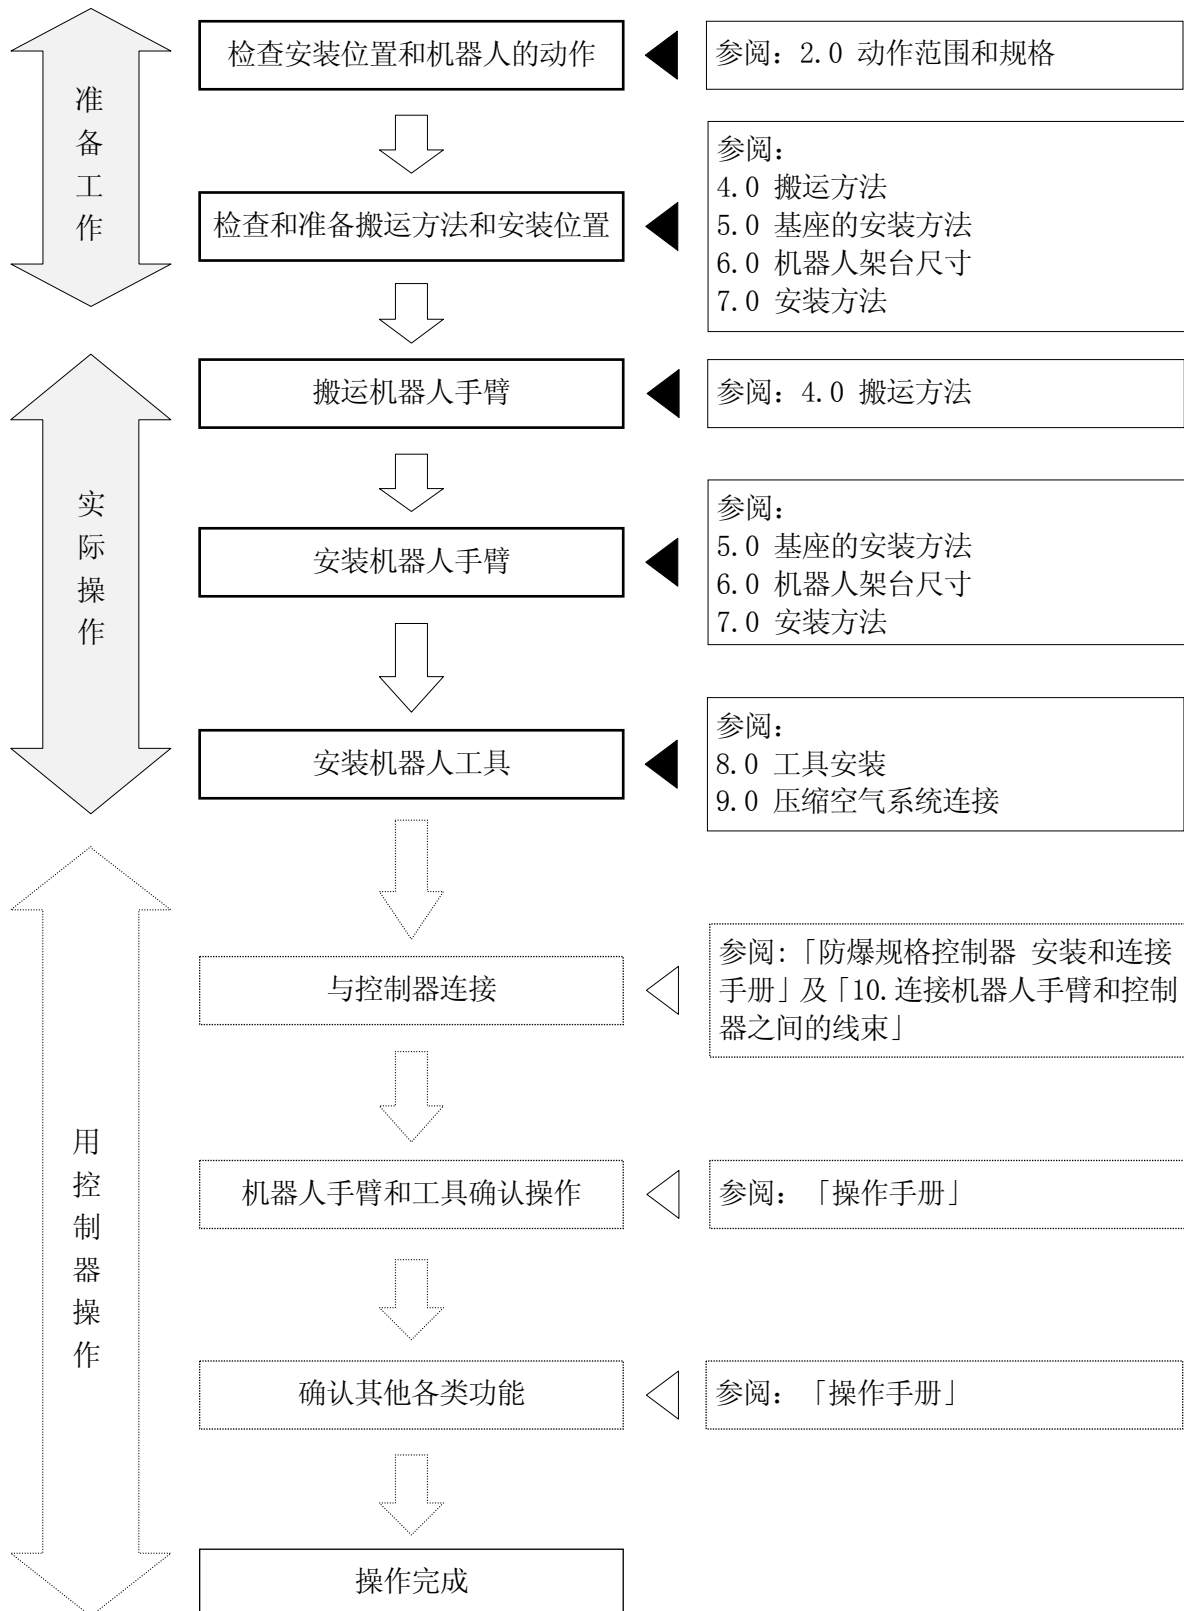 准备工作
检查安装位置和机器人的动作
参阅：2.0 动作范围和规格
检查和准备搬运方法和安装位置
参阅：
4.0 搬运方法
5.0 基座的安装方法
6.0 机器人架台尺寸
7.0 安装方法
实际操作
搬运机器人手臂
参阅：4.0 搬运方法
安装机器人手臂
参阅：
5.0 基座的安装方法
6.0 机器人架台尺寸
7.0 安装方法
安装机器人工具
参阅：
8.0 工具安装
9.0 压缩空气系统连接
用控制器操作
与控制器连接
参阅：「防爆规格控制器 安装和连接
手册」及「10.连接机器人手臂和控制
器之间的线束」
机器人手臂和工具确认操作
参阅：「操作手册」
确认其他各类功能
参阅：「操作手册」
操作完成